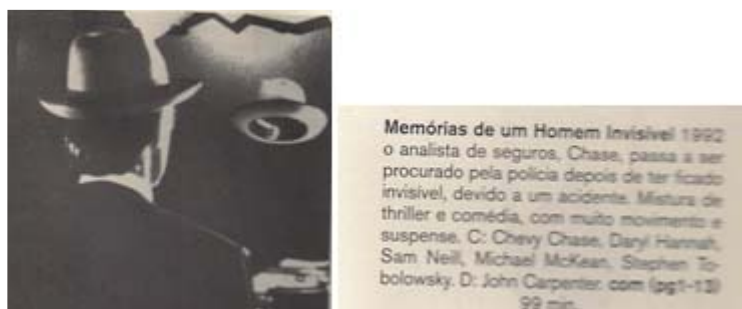 Memórias de um Homem Invisível 1992
o analista de seguros, Chase, passa a ser
procurado pela polícia depois de ter ficado
invisível, devido a um acidente. Mistura de
thriller e comédia, com muito movimento e
suspense. C: Chevy Chase, Daryl Hannah,
Sam Neill, Michael McKean, Stephen To-
bolowsky. D: John Carpenter. com (pg1-13)
99 min.